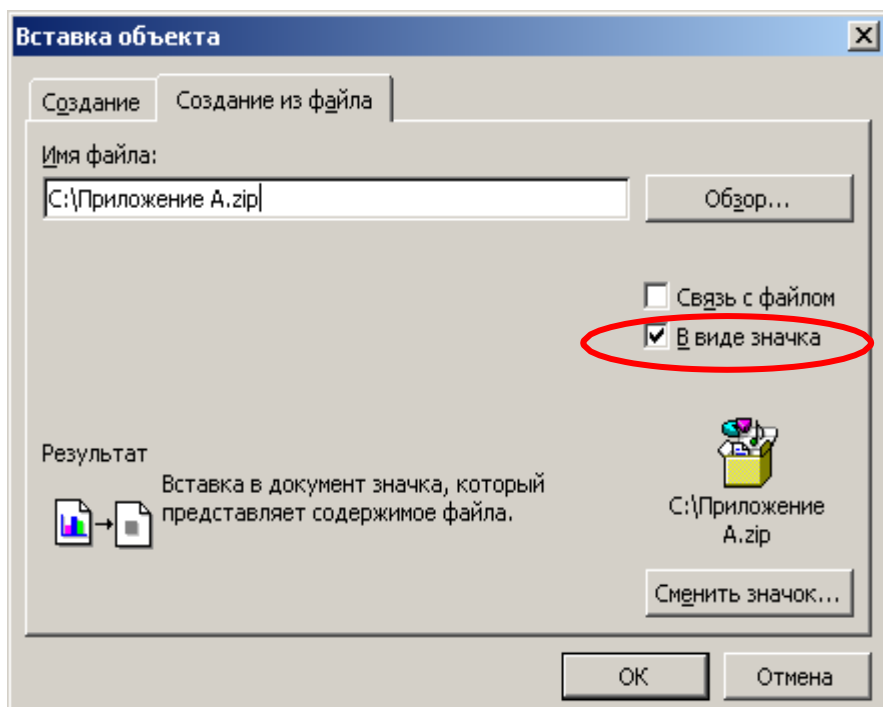 Вставка объекта
Создание
Создание из файла
Имя файла:
C:\Приложение A.zip
Обзор...
Связь с файлом
В виде значка
Результат
Вставка в документ значка, который
представляет содержимое файла.
C:\Приложение
A.zip
Сменить значок...
ОК
Отмена